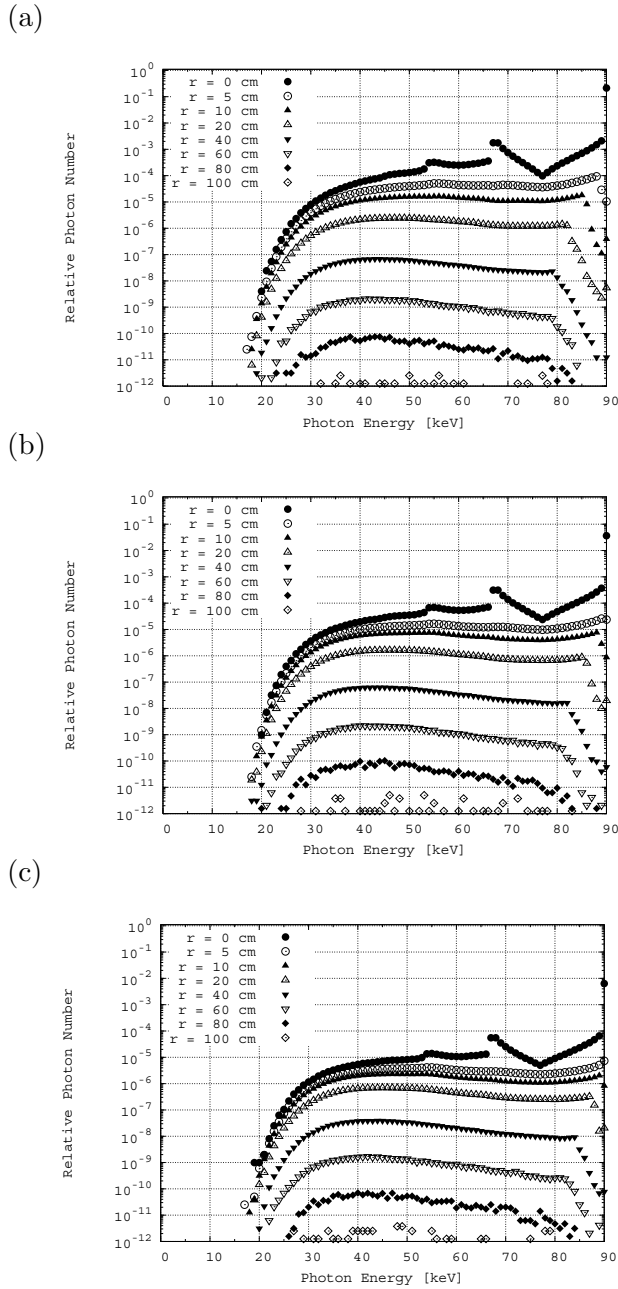 (a)
10^0
10^-1
10^-2
10^-3
10^-4
10^-5
10^-6
10^-7
10^-8
10^-9
10^-10
10^-11
10^-12
Relative Photon Number
r = 0 cm
r = 5 cm
r = 10 cm
r = 20 cm
r = 40 cm
r = 60 cm
r = 80 cm
r = 100 cm
0 10 20 30 40 50 60 70 80 90
Photon Energy [keV]
(b)
10^0
10^-1
10^-2
10^-3
10^-4
10^-5
10^-6
10^-7
10^-8
10^-9
10^-10
10^-11
10^-12
Relative Photon Number
r = 0 cm
r = 5 cm
r = 10 cm
r = 20 cm
r = 40 cm
r = 60 cm
r = 80 cm
r = 100 cm
0 10 20 30 40 50 60 70 80 90
Photon Energy [keV]
(c)
10^0
10^-1
10^-2
10^-3
10^-4
10^-5
10^-6
10^-7
10^-8
10^-9
10^-10
10^-11
10^-12
Relative Photon Number
r = 0 cm
r = 5 cm
r = 10 cm
r = 20 cm
r = 40 cm
r = 60 cm
r = 80 cm
r = 100 cm
0 10 20 30 40 50 60 70 80 90
Photon Energy [keV]